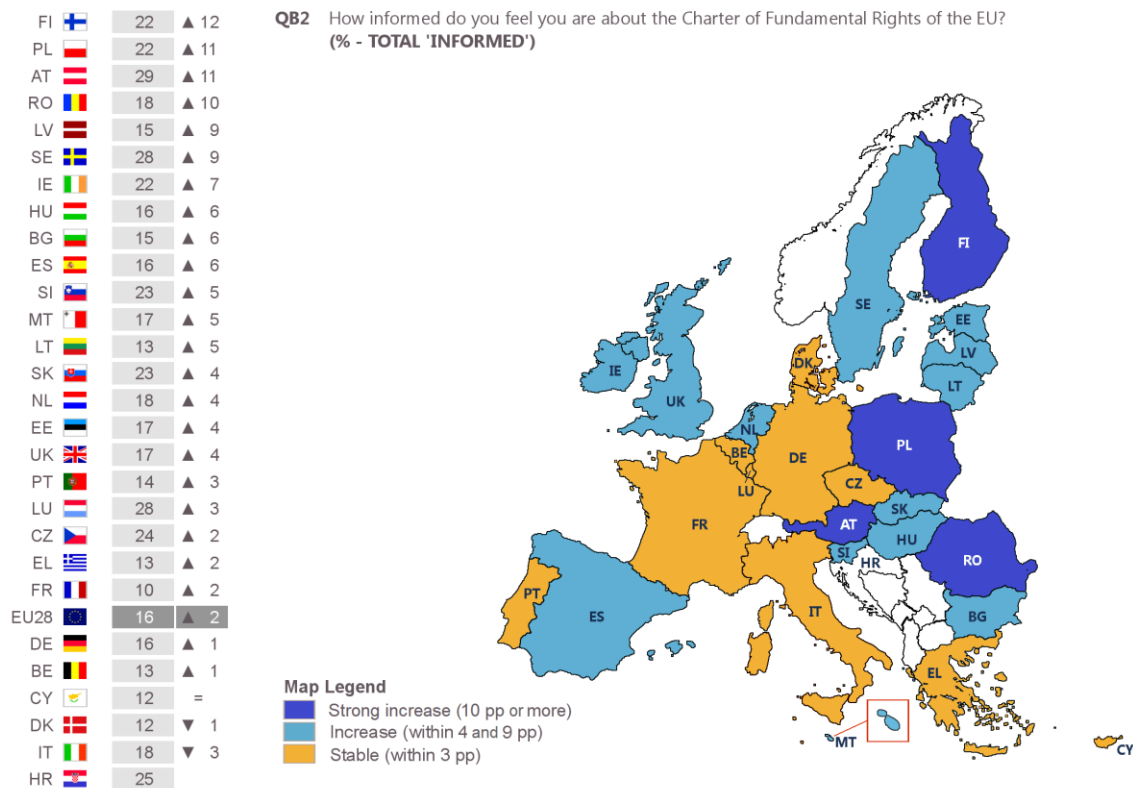 QB2 How informed do you feel you are about the Charter of Fundamental Rights of the EU?
(% - TOTAL 'INFORMED')
FI 22 ▲ 12
PL 22 ▲ 11
AT 29 ▲ 11
RO 18 ▲ 10
LV 15 ▲ 9
SE 28 ▲ 9
IE 22 ▲ 7
HU 16 ▲ 6
BG 15 ▲ 6
ES 16 ▲ 6
SI 23 ▲ 5
MT 17 ▲ 5
LT 13 ▲ 5
SK 23 ▲ 4
NL 18 ▲ 4
EE 17 ▲ 4
UK 17 ▲ 4
PT 14 ▲ 3
LU 28 ▲ 3
CZ 24 ▲ 2
EL 13 ▲ 2
FR 10 ▲ 2
EU28 16 ▲ 2
DE 16 ▲ 1
BE 13 ▲ 1
CY 12 =
DK 12 ▼ 1
IT 18 ▼ 3
HR 25
FI
SE
EE
LV
LT
DK
IE
UK
NL
BE
LU
DE
PL
CZ
SK
FR
AT
HU
SI
HR
RO
PT
ES
IT
BG
EL
MT
CY
Map Legend
Strong increase (10 pp or more)
Increase (within 4 and 9 pp)
Stable (within 3 pp)